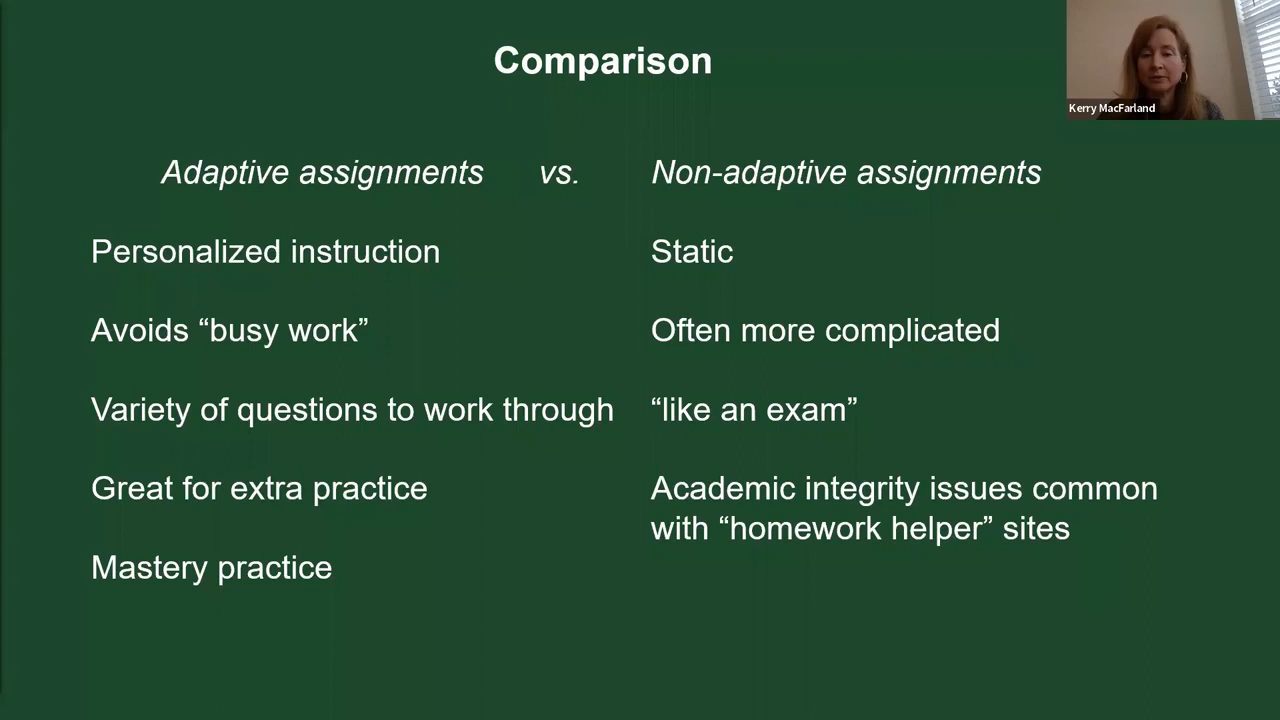 Comparison
Kerry MacFarland
Adaptive assignments vs. Non-adaptive assignments
Personalized instruction
Static
Avoids “busy work”
Often more complicated
Variety of questions to work through
“like an exam”
Great for extra practice
Academic integrity issues common
with “homework helper” sites
Mastery practice